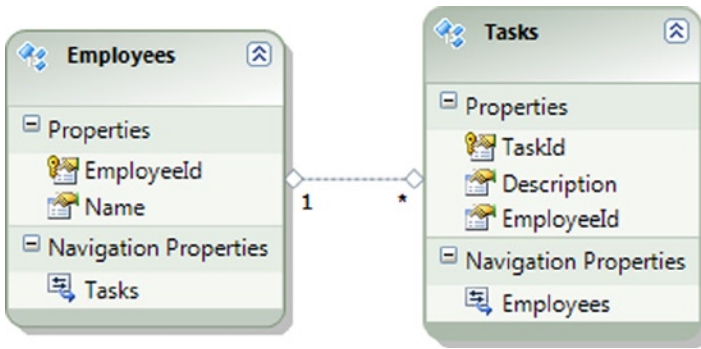 Employees
Properties
EmployeeId
Name
Navigation Properties
Tasks
1
*
Tasks
Properties
TaskId
Description
EmployeeId
Navigation Properties
Employees